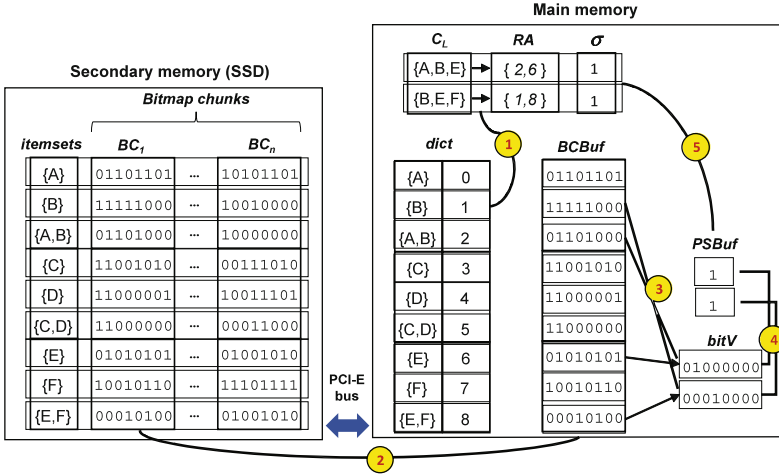 Main memory
C_L RA σ
{A,B,E} { 2,6 } 1
{B,E,F} { 1,8 } 1
Secondary memory (SSD)
Bitmap chunks
itemsets BC_1 BC_n
{A} 01101101 ... 10101101
{B} 11111000 ... 10010000
{A,B} 01101000 ... 10000000
{C} 11001010 ... 00111010
{D} 11000001 ... 10011101
{C,D} 11000000 ... 00011000
{E} 01010101 ... 01001010
{F} 10010110 ... 11101111
{E,F} 00010100 ... 01001010
PCI-E
bus
dict
{A} 0
{B} 1
{A,B} 2
{C} 3
{D} 4
{C,D} 5
{E} 6
{F} 7
{E,F} 8
BCBuf
01101101
11111000
01101000
11001010
11000001
11000000
01010101
10010110
00010100
PSBuf
1
1
bitV
01000000
00010000
1
2
3
4
5